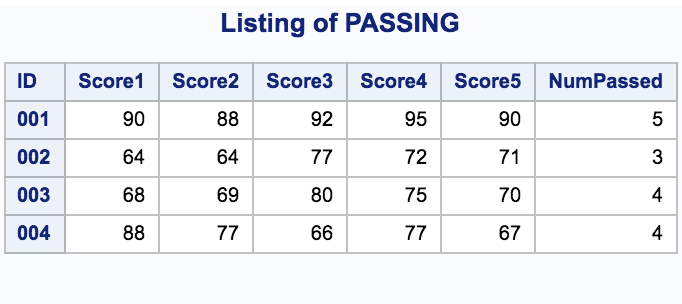 Listing of PASSING
ID Score1 Score2 Score3 Score4 Score5 NumPassed
001 90 88 92 95 90 5
002 64 64 77 72 71 3
003 68 69 80 75 70 4
004 88 77 66 77 67 4